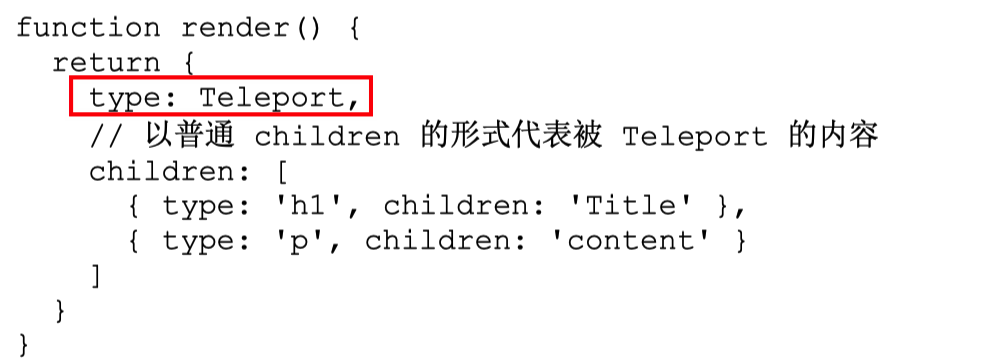 function render() {
  return {
    type: Teleport,
    // 以普通 children 的形式代表被 Teleport 的内容
    children: [
      { type: 'h1', children: 'Title' },
      { type: 'p', children: 'content' }
    ]
  }
}